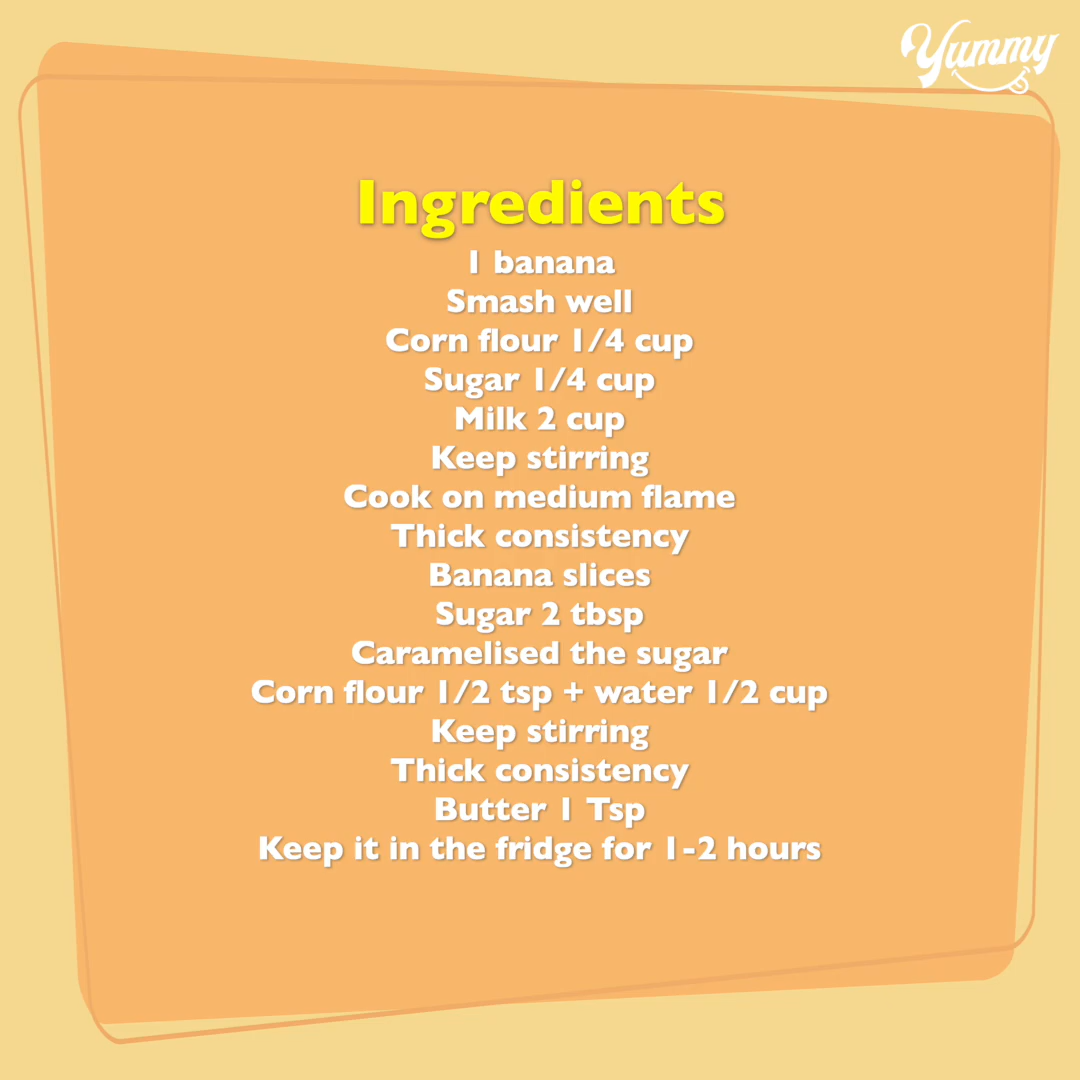 Yummy
Ingredients
1 banana
Smash well
Corn flour 1/4 cup
Sugar 1/4 cup
Milk 2 cup
Keep stirring
Cook on medium flame
Thick consistency
Banana slices
Sugar 2 tbsp
Caramelised the sugar
Corn flour 1/2 tsp + water 1/2 cup
Keep stirring
Thick consistency
Butter 1 Tsp
Keep it in the fridge for 1-2 hours